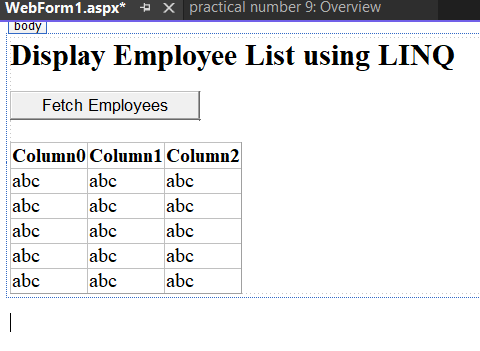 WebForm1.aspx* practical number 9: Overview
body
Display Employee List using LINQ
Fetch Employees
Column0 Column1 Column2
abc abc abc
abc abc abc
abc abc abc
abc abc abc
abc abc abc